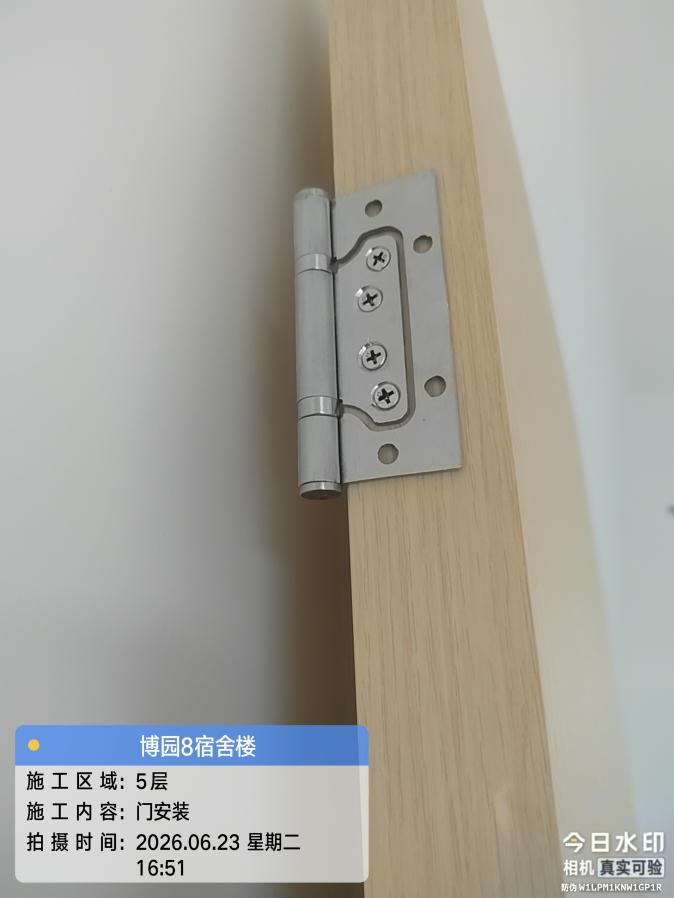 博园8宿舍楼
施工区域：5层
施工内容：门安装
拍摄时间：2026.06.23 星期二
16:51
今日水印
相机 真实可验
防伪 W1LPM1KNW1GP1R